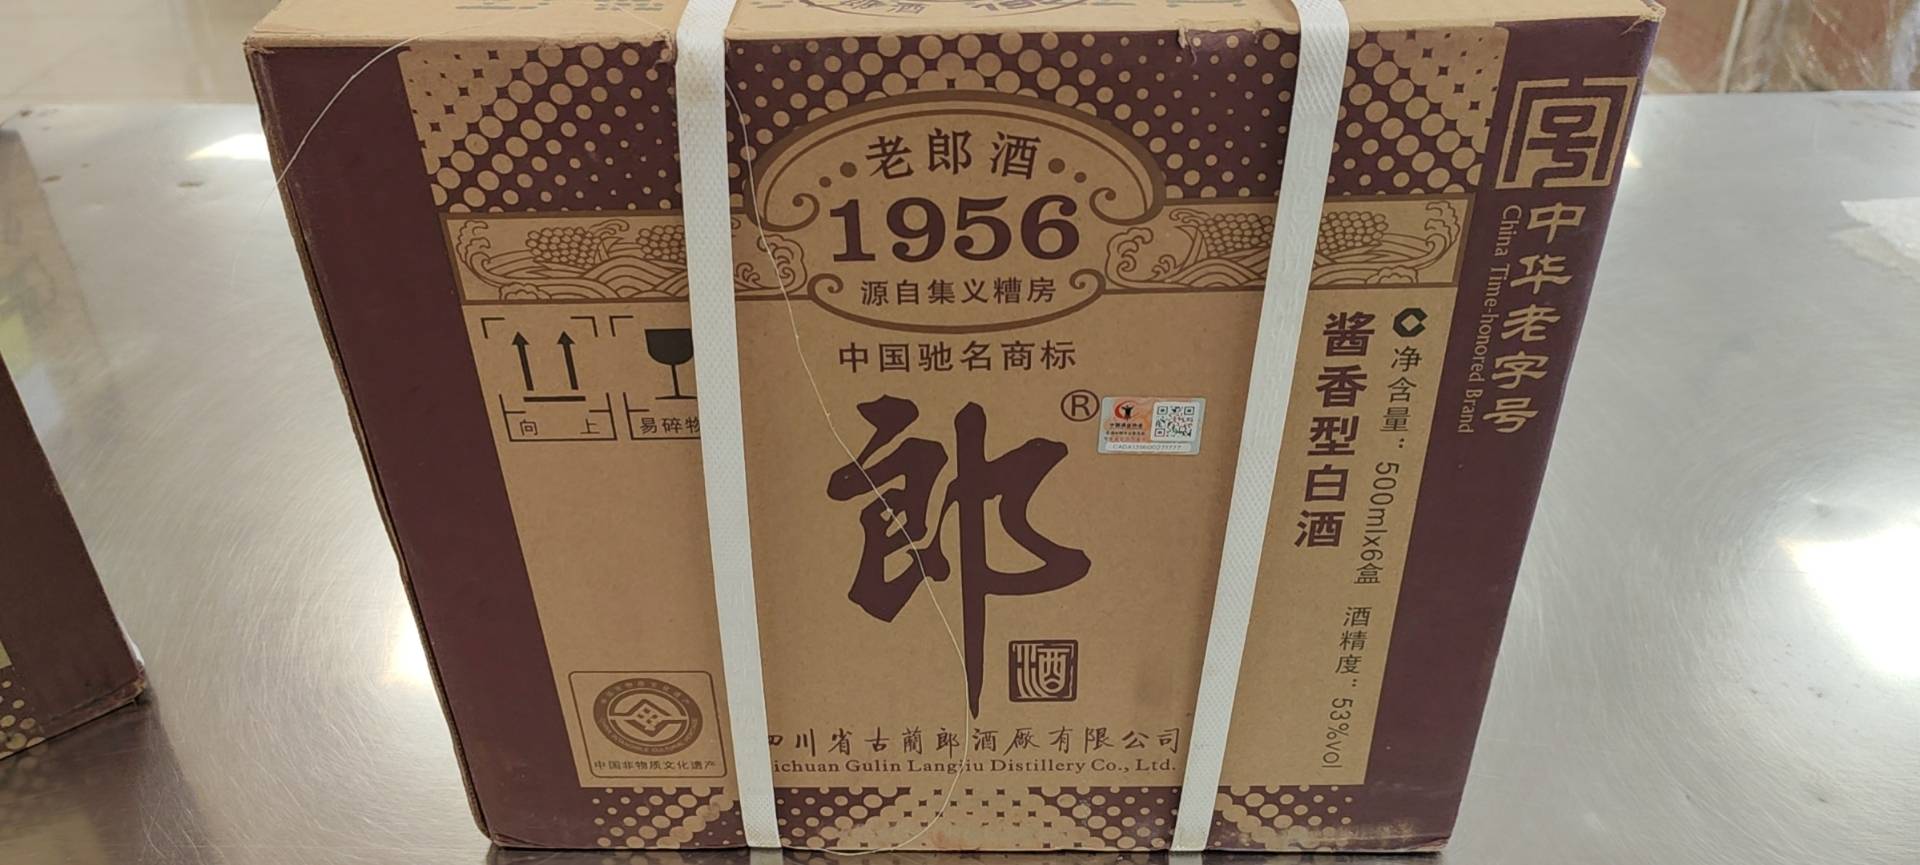 老郎酒
1956
源自集义糟房
中国驰名商标
郎
®
酒
向 上
易碎物
酱香型白酒
净含量：500mlx6盒 酒精度：53%vol
号
中华老字号
China Time-honored Brand
中国非物质文化遗产
四川省古蔺郎酒厰有限公司
ichuan Gulin Langjiu Distillery Co., Ltd.